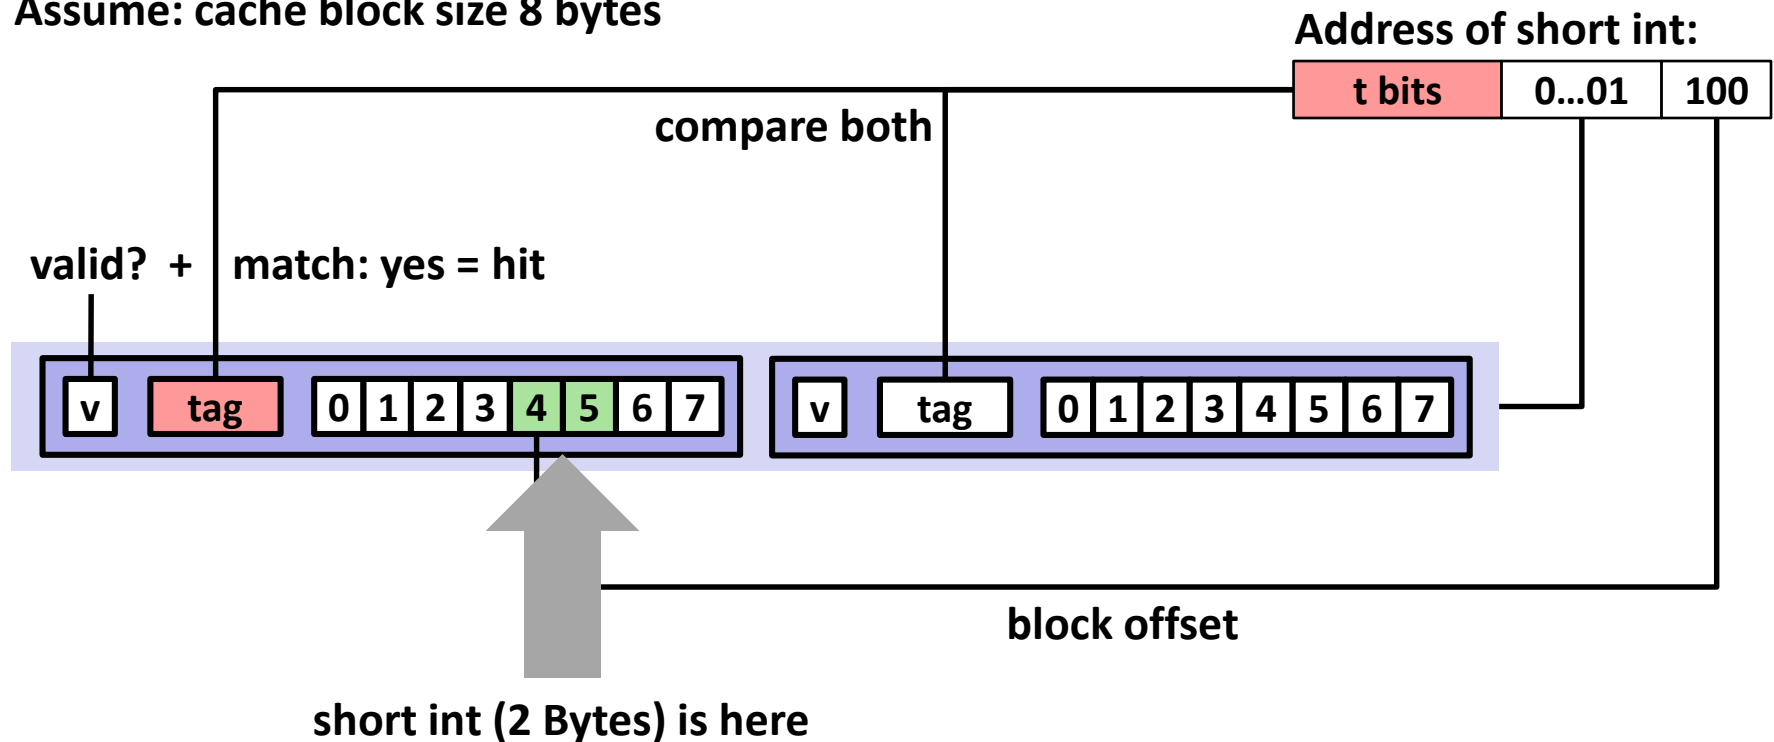 Assume: cache block size 8 bytes
Address of short int:
t bits 0...01 100
compare both
valid? + match: yes = hit
v tag 0 1 2 3 4 5 6 7 v tag 0 1 2 3 4 5 6 7
block offset
short int (2 Bytes) is here